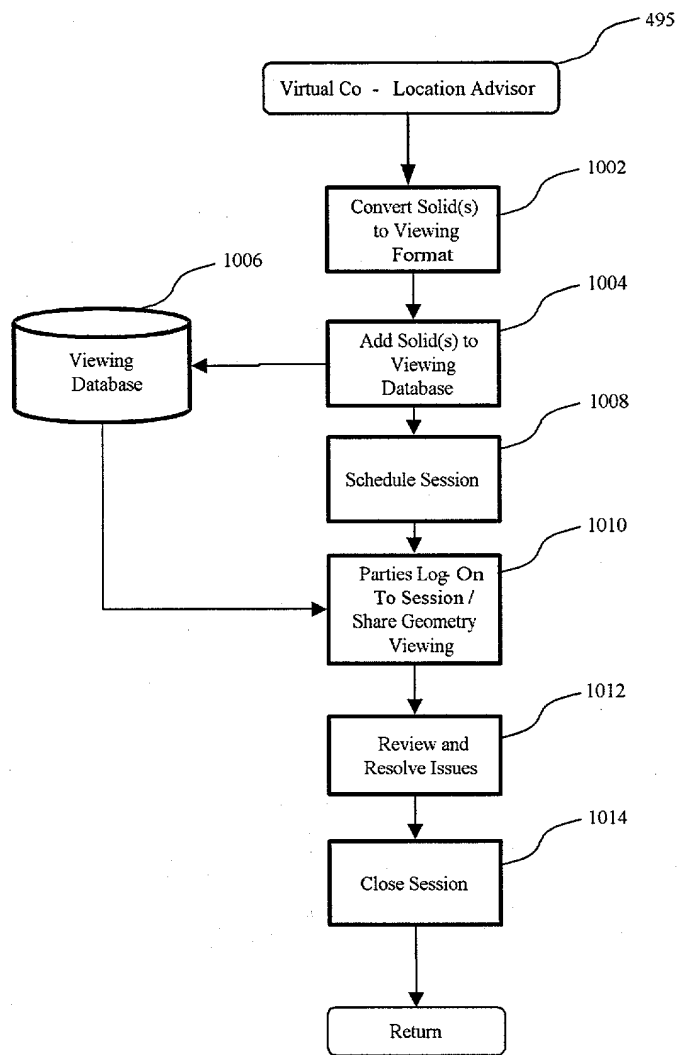 495
Virtual Co - Location Advisor
1002
Convert Solid(s)
to Viewing
Format
1006
1004
Viewing
Database
Add Solid(s) to
Viewing
Database
1008
Schedule Session
1010
Parties Log- On
To Session /
Share Geometry
Viewing
1012
Review and
Resolve Issues
1014
Close Session
Return